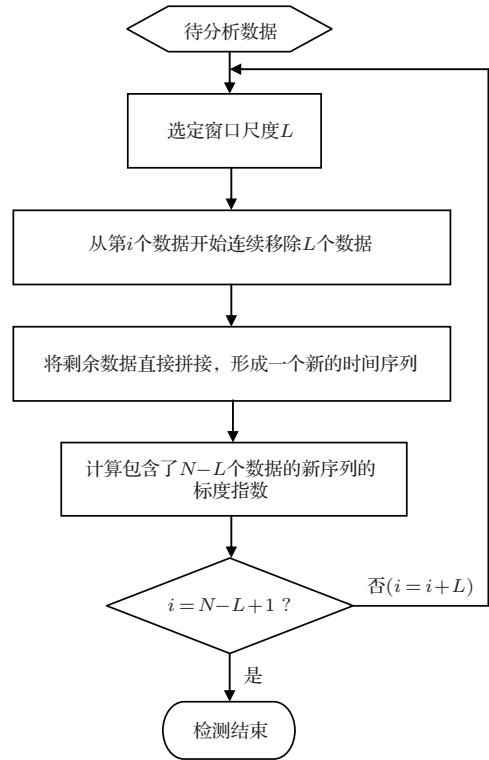 待分析数据
选定窗口尺度L
从第i个数据开始连续移除L个数据
将剩余数据直接拼接，形成一个新的时间序列
计算包含了N−L个数据的新序列的
标度指数
i=N−L+1 ?
否(i=i+L)
是
检测结束